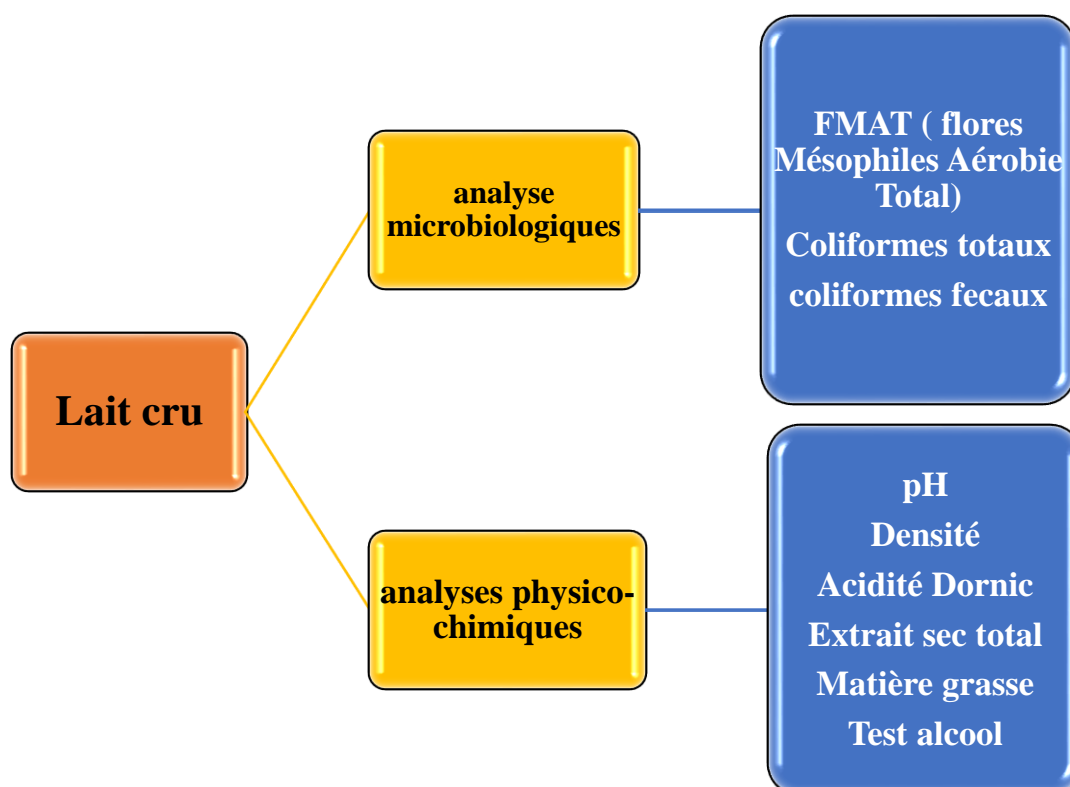 Lait cru
analyse
microbiologiques
FMAT ( flores
Mésophiles Aérobie
Total)
Coliformes totaux
coliformes fecaux
analyses physico-
chimiques
pH
Densité
Acidité Dornic
Extrait sec total
Matière grasse
Test alcool